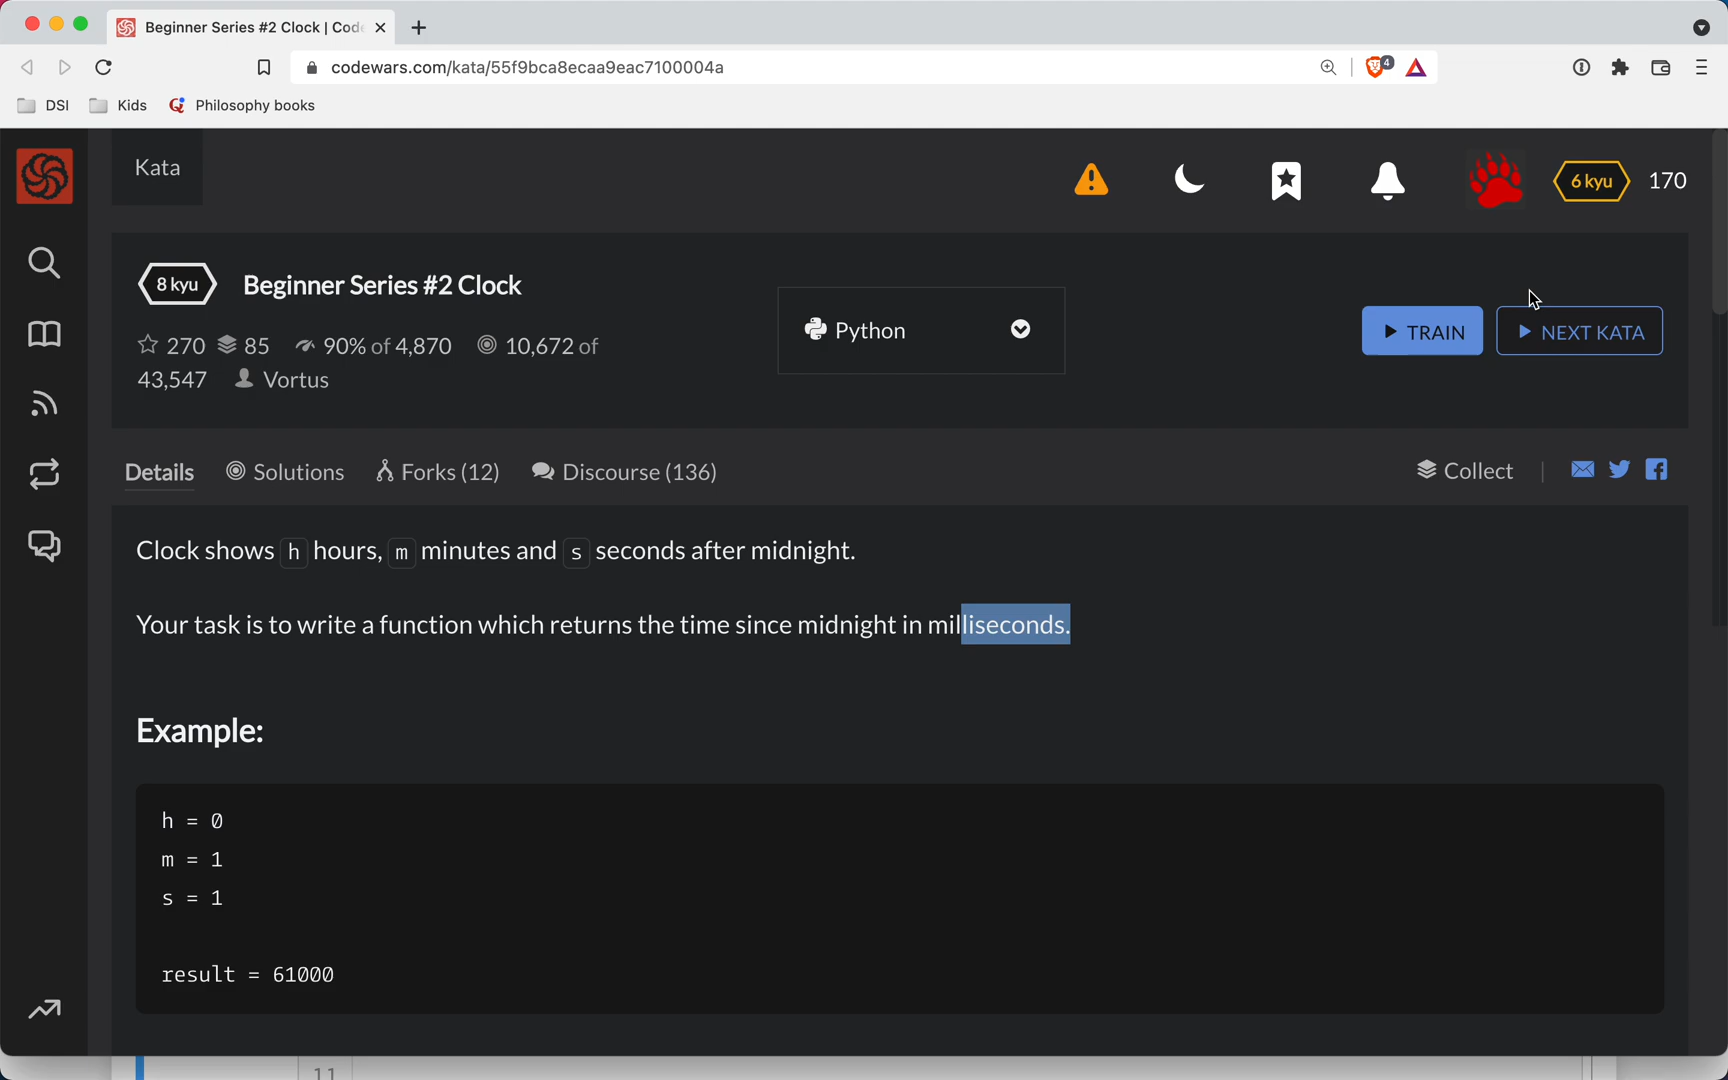 Beginner Series #2 Clock | Code
codewars.com/kata/55f9bca8ecaa9eac7100004a
4
DSI Kids Philosophy books
Kata
6 kyu 170
8 kyu Beginner Series #2 Clock
270 85 90% of 4,870 10,672 of
43,547 Vortus
Python
TRAIN NEXT KATA
Details Solutions Forks (12) Discourse (136) Collect
Clock shows h hours, m minutes and s seconds after midnight.
Your task is to write a function which returns the time since midnight in milliseconds.
Example:
h = 0
m = 1
s = 1
result = 61000
11